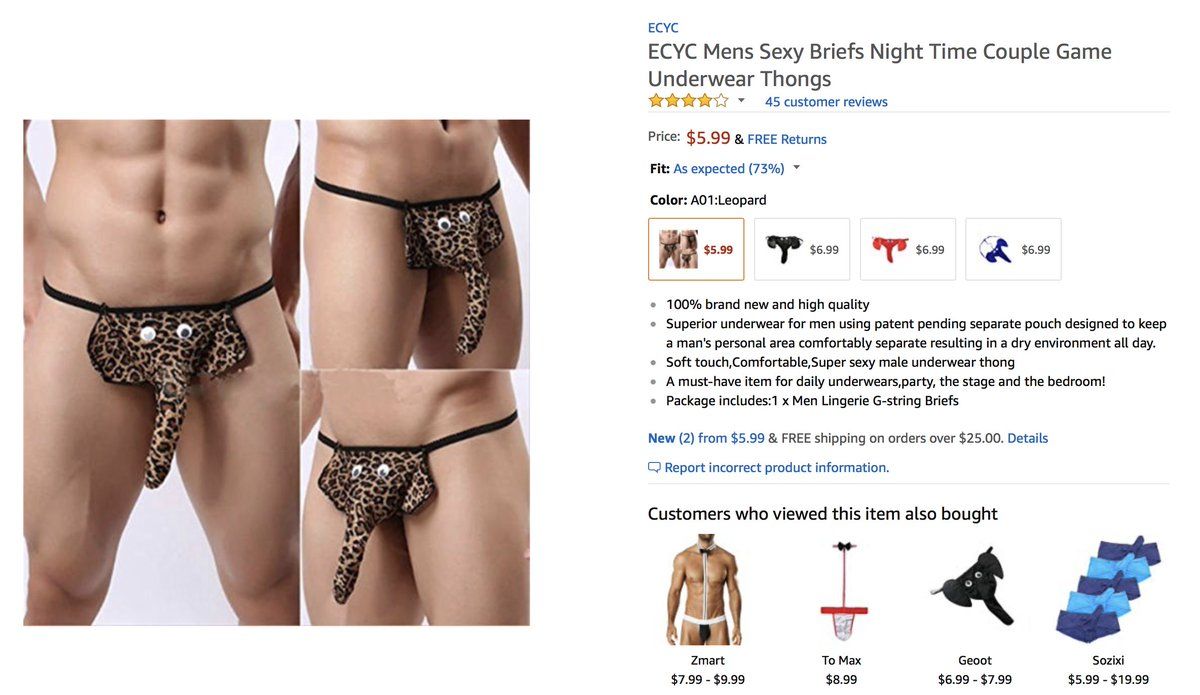 ECYC
ECYC Mens Sexy Briefs Night Time Couple Game
Underwear Thongs
45 customer reviews
Price: $5.99 & FREE Returns
Fit: As expected (73%)
Color: A01:Leopard
$5.99 $6.99 $6.99 $6.99
100% brand new and high quality
Superior underwear for men using patent pending separate pouch designed to keep
a man's personal area comfortably separate resulting in a dry environment all day.
Soft touch,Comfortable,Super sexy male underwear thong
A must-have item for daily underwears,party, the stage and the bedroom!
Package includes:1 x Men Lingerie G-string Briefs
New (2) from $5.99 & FREE shipping on orders over $25.00. Details
Report incorrect product information.
Customers who viewed this item also bought
Zmart To Max Geoot Sozixi
$7.99 - $9.99 $8.99 $6.99 - $7.99 $5.99 - $19.99